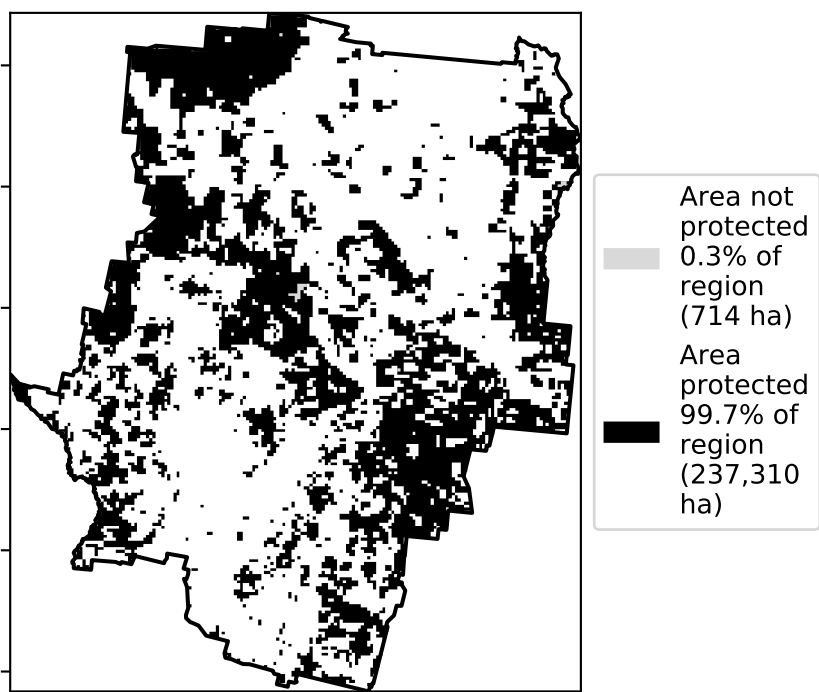 Area not
protected
0.3% of
region
(714 ha)
Area
protected
99.7% of
region
(237,310
ha)